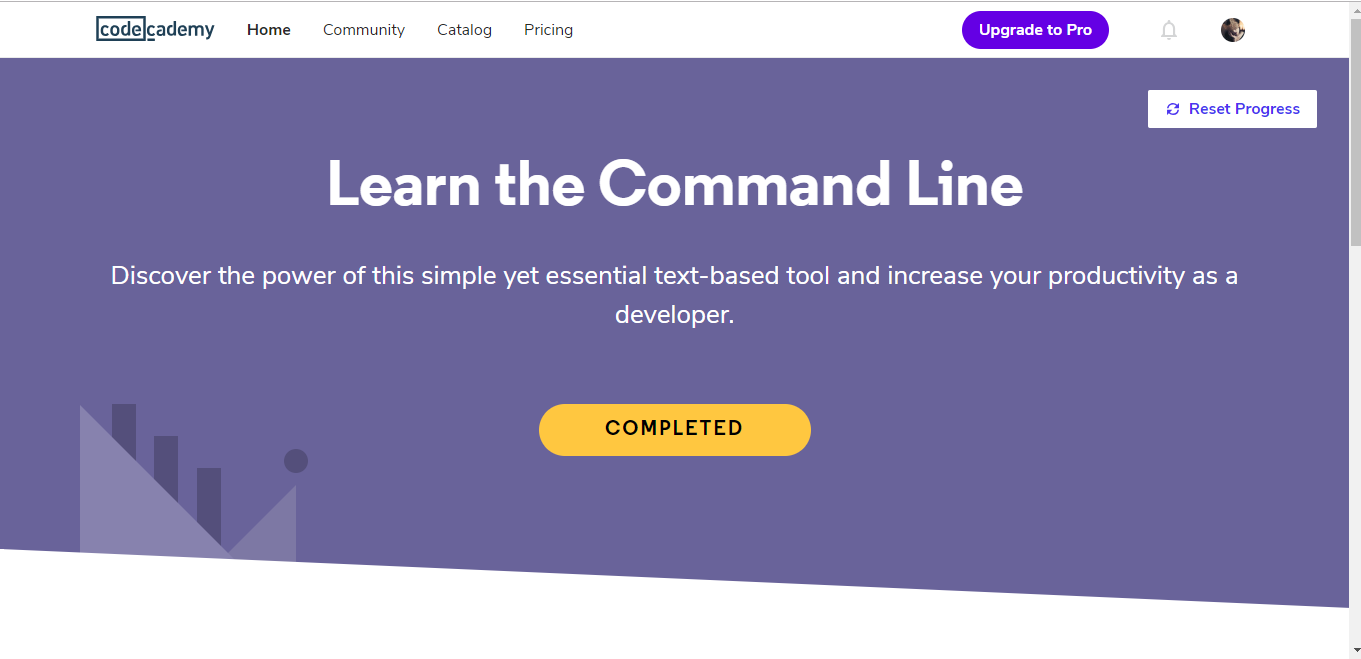 codecademy Home Community Catalog Pricing Upgrade to Pro
Reset Progress
Learn the Command Line
Discover the power of this simple yet essential text-based tool and increase your productivity as a
developer.
COMPLETED